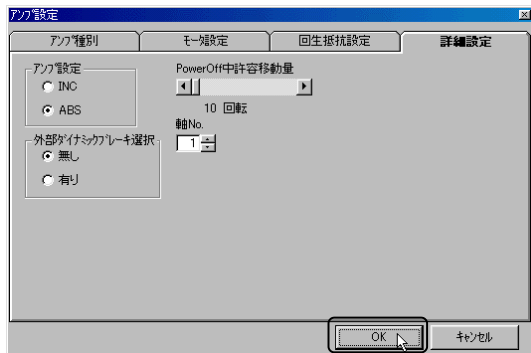 アンプ設定
アンプ種別
モータ設定
回生抵抗設定
詳細設定
アンプ設定
INC
ABS
外部ダイナミックブレーキ選択
無し
有り
PowerOff中許容移動量
10 回転
軸No.
1
OK
キャンセル